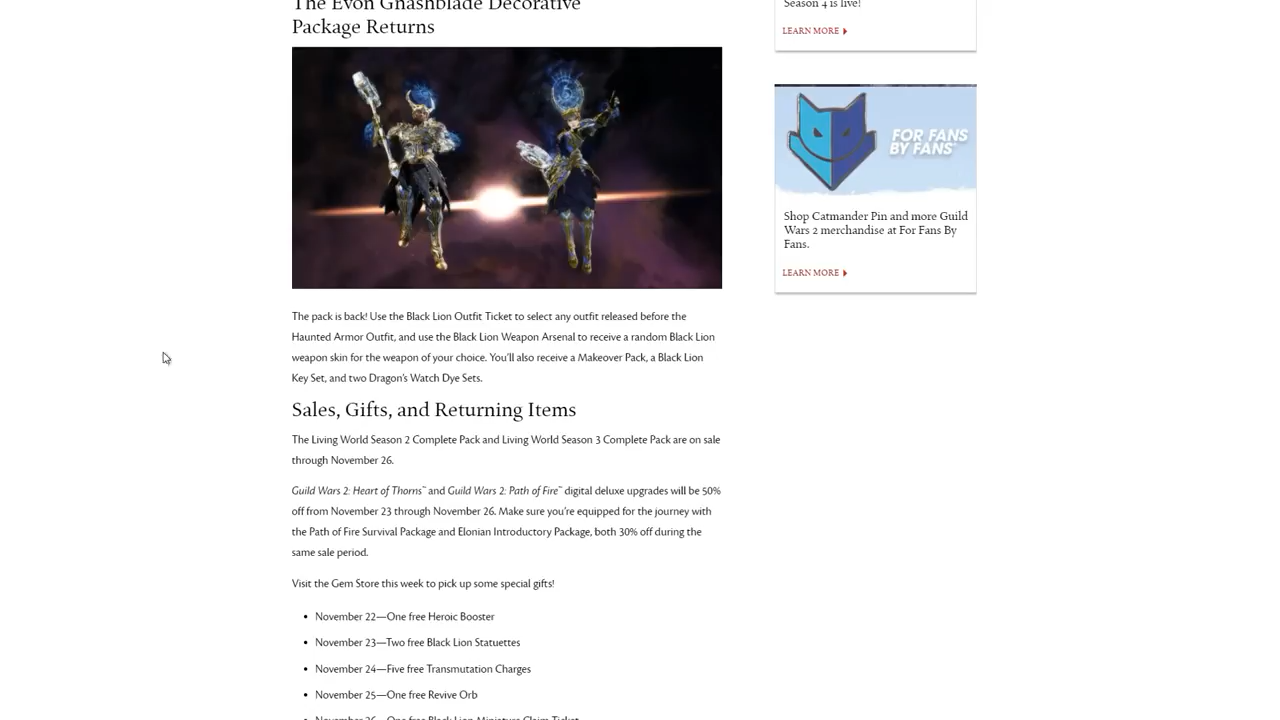 The Evon Gnashblade Decorative
Package Returns
The pack is back! Use the Black Lion Outfit Ticket to select any outfit released before the
Haunted Armor Outfit, and use the Black Lion Weapon Arsenal to receive a random Black Lion
weapon skin for the weapon of your choice. You'll also receive a Makeover Pack, a Black Lion
Key Set, and two Dragon's Watch Dye Sets.
Sales, Gifts, and Returning Items
The Living World Season 2 Complete Pack and Living World Season 3 Complete Pack are on sale
through November 26.
Guild Wars 2: Heart of Thorns™ and Guild Wars 2: Path of Fire™ digital deluxe upgrades will be 50%
off from November 23 through November 26. Make sure you're equipped for the journey with
the Path of Fire Survival Package and Elonian Introductory Package, both 30% off during the
same sale period.
Visit the Gem Store this week to pick up some special gifts!
• November 22—One free Heroic Booster
• November 23—Two free Black Lion Statuettes
• November 24—Five free Transmutation Charges
• November 25—One free Revive Orb
• November 26—One free Black Lion Miniature Claim Ticket
Season 4 is live!
LEARN MORE
FOR FANS
BY FANS
Shop Catmander Pin and more Guild
Wars 2 merchandise at For Fans By
Fans.
LEARN MORE